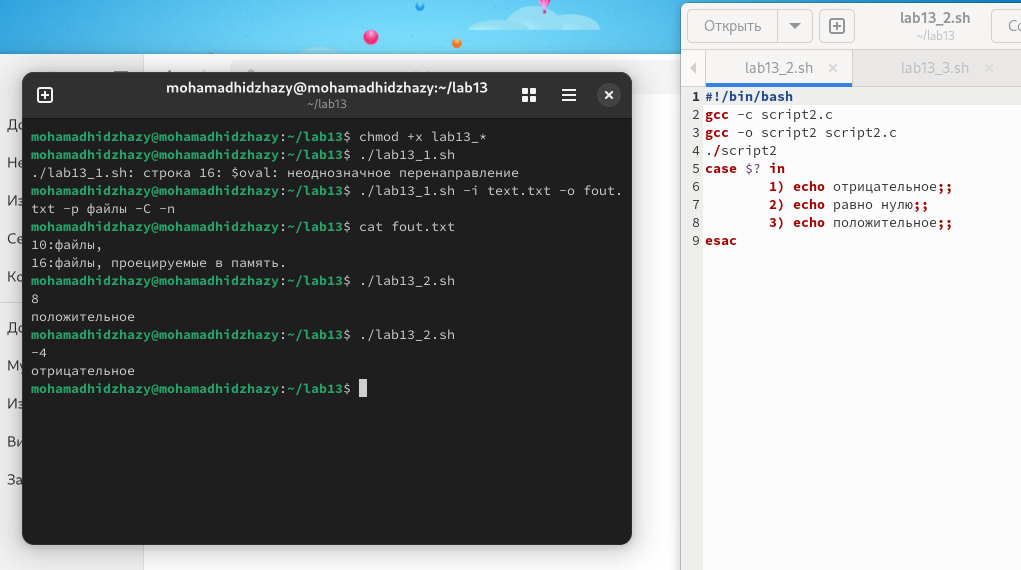 mohamadhidzhazy@mohamadhidzhazy:~/lab13
~/lab13
mohamadhidzhazy@mohamadhidzhazy:~/lab13$ chmod +x lab13_*
mohamadhidzhazy@mohamadhidzhazy:~/lab13$ ./lab13_1.sh
./lab13_1.sh: строка 16: $oval: неоднозначное перенаправление
mohamadhidzhazy@mohamadhidzhazy:~/lab13$ ./lab13_1.sh -i text.txt -o fout.
txt -p файлы -C -n
mohamadhidzhazy@mohamadhidzhazy:~/lab13$ cat fout.txt
10:файлы,
16:файлы, проецируемые в память.
mohamadhidzhazy@mohamadhidzhazy:~/lab13$ ./lab13_2.sh
8
положительное
mohamadhidzhazy@mohamadhidzhazy:~/lab13$ ./lab13_2.sh
-4
отрицательное
mohamadhidzhazy@mohamadhidzhazy:~/lab13$
До
Не
Из
Се
Ко
До
Му
Из
Ви
За
Открыть
lab13_2.sh
~/lab13
Со
lab13_2.sh
lab13_3.sh
1 #!/bin/bash
2 gcc -c script2.c
3 gcc -o script2 script2.c
4 ./script2
5 case $? in
6 1) echo отрицательное;;
7 2) echo равно нулю;;
8 3) echo положительное;;
9 esac